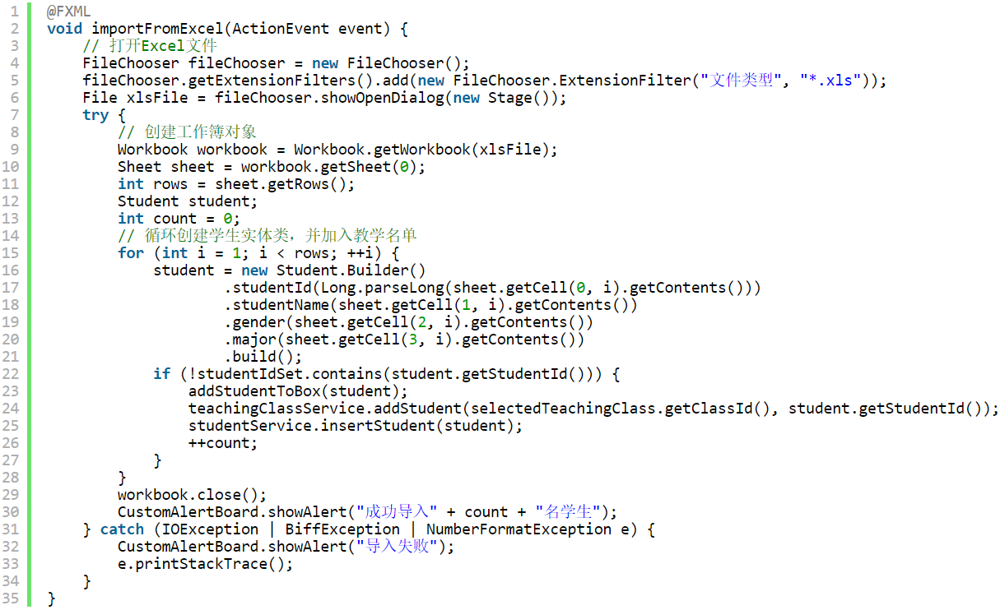 1 @FXML
2 void importFromExcel(ActionEvent event) {
3     // 打开Excel文件
4     FileChooser fileChooser = new FileChooser();
5     fileChooser.getExtensionFilters().add(new FileChooser.ExtensionFilter("文件类型", "*.xls"));
6     File xlsFile = fileChooser.showOpenDialog(new Stage());
7     try {
8         // 创建工作簿对象
9         Workbook workbook = Workbook.getWorkbook(xlsFile);
10         Sheet sheet = workbook.getSheet(0);
11         int rows = sheet.getRows();
12         Student student;
13         int count = 0;
14         // 循环创建学生实体类，并加入教学名单
15         for (int i = 1; i < rows; ++i) {
16             student = new Student.Builder()
17                     .studentId(Long.parseLong(sheet.getCell(0, i).getContents()))
18                     .studentName(sheet.getCell(1, i).getContents())
19                     .gender(sheet.getCell(2, i).getContents())
20                     .major(sheet.getCell(3, i).getContents())
21                     .build();
22             if (!studentIdSet.contains(student.getStudentId())) {
23                 addStudentToBox(student);
24                 teachingClassService.addStudent(selectedTeachingClass.getClassId(), student.getStudentId());
25                 studentService.insertStudent(student);
26                 ++count;
27             }
28         }
29         workbook.close();
30         CustomAlertBoard.showAlert("成功导入" + count + "名学生");
31     } catch (IOException | BiffException | NumberFormatException e) {
32         CustomAlertBoard.showAlert("导入失败");
33         e.printStackTrace();
34     }
35 }